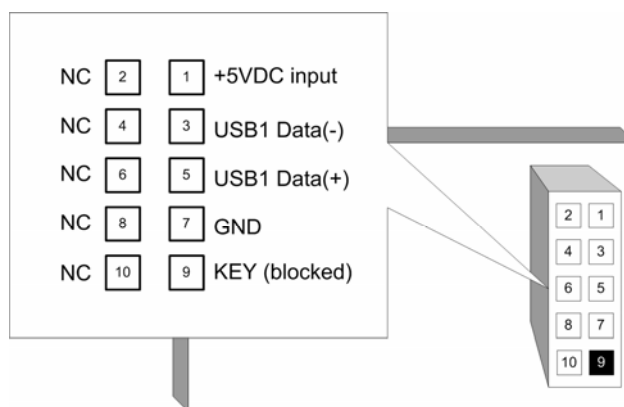 NC 2 1 +5VDC input
NC 4 3 USB1 Data(-)
NC 6 5 USB1 Data(+)
NC 8 7 GND
NC 10 9 KEY (blocked)
2 1
4 3
6 5
8 7
10 9